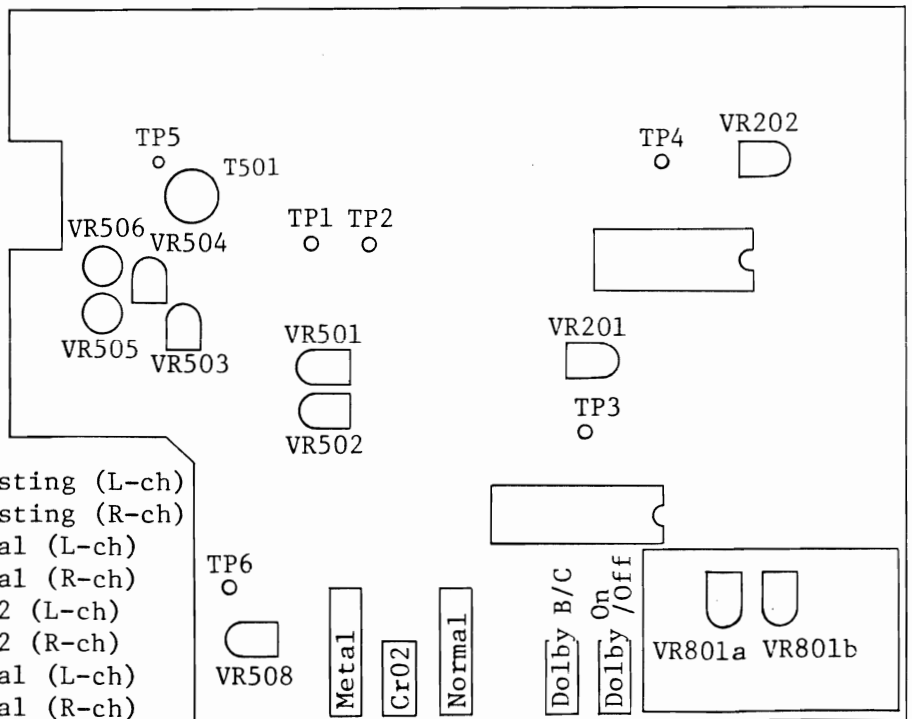 TP5
T501
TP4
VR202
VR506
VR504
TP1 TP2
VR505
VR503
VR501
VR502
VR201
TP3
sting (L-ch)
sting (R-ch)
al (L-ch)
al (R-ch)
2 (L-ch)
2 (R-ch)
al (L-ch)
al (R-ch)
TP6
VR508
Metal
CrO2
Normal
Dolby B/C
Dolby On/Off
VR801a VR801b